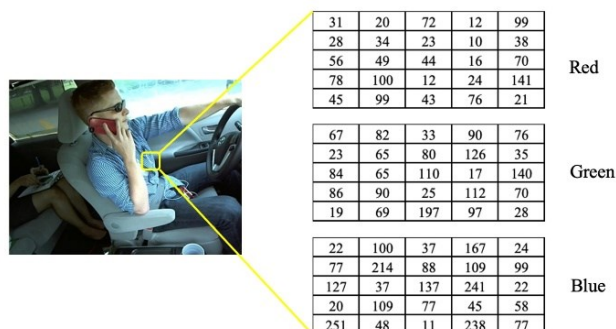 31 20 72 12 99
28 34 23 10 38
56 49 44 16 70
78 100 12 24 141
45 99 43 76 21
Red
67 82 33 90 76
23 65 80 126 35
84 65 110 17 140
86 90 25 112 70
19 69 197 97 28
Green
22 100 37 167 24
77 214 88 109 99
127 37 137 241 22
20 109 77 45 58
251 48 11 238 77
Blue